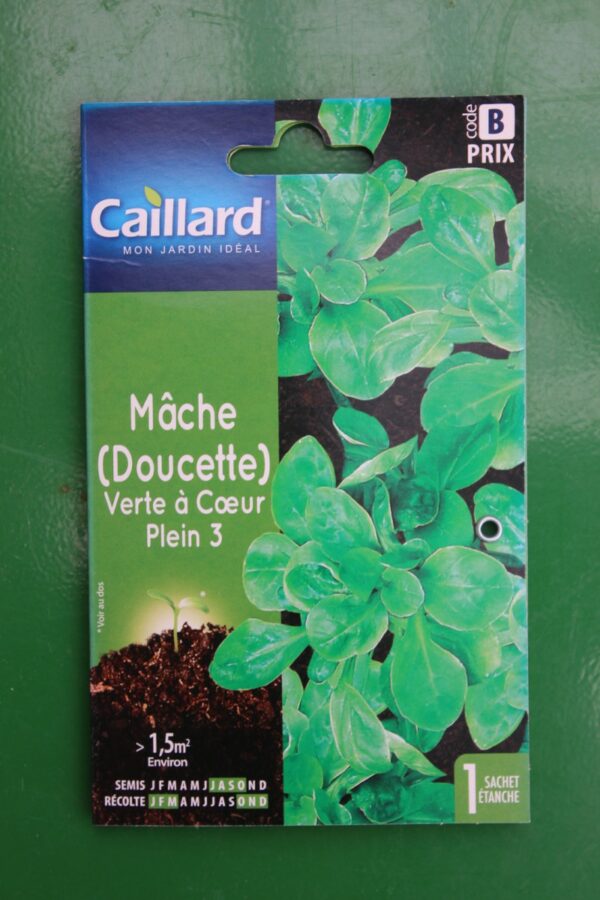 code B
PRIX
Caillard®
MON JARDIN IDÉAL
Mâche
(Doucette)
Verte à Cœur
Plein 3
* Voir au dos
> 1,5m²
Environ
SEMIS J F M A M J J A S O N D
RÉCOLTE J F M A M J J A S O N D
1 SACHET
ÉTANCHE